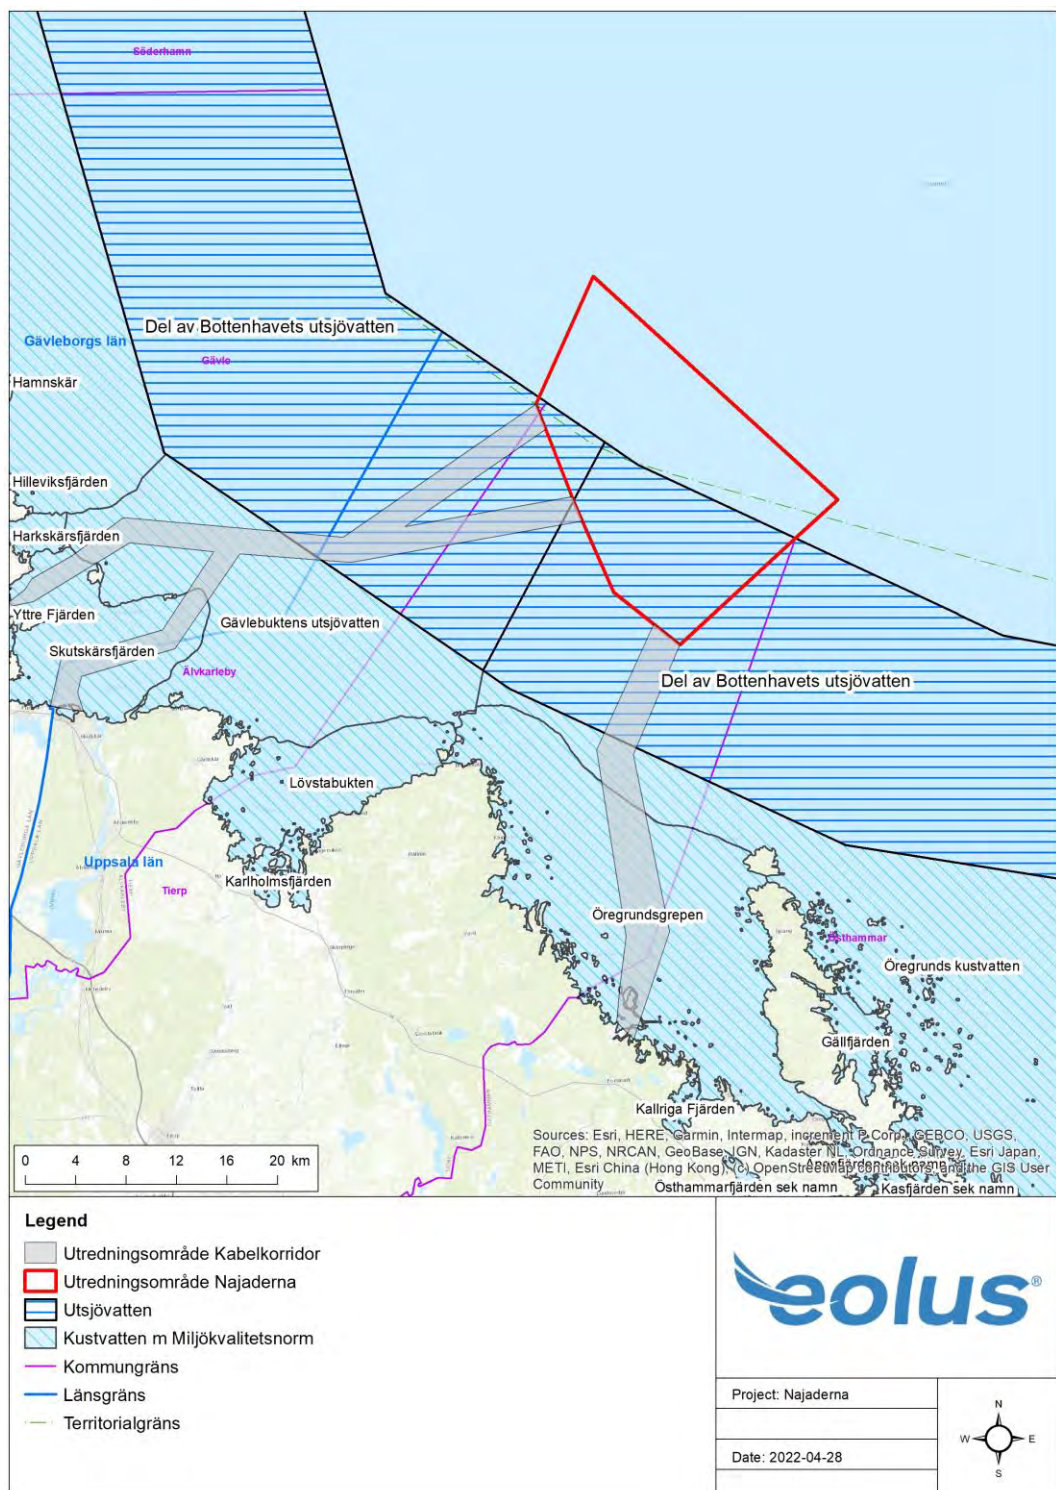 Söderhamn
Del av Bottenhavets utsjövatten
Gävleborgs län
Gävle
Hamnskär
Hilleviksfjärden
Harkskärsfjärden
Yttre Fjärden
Gävlebuktens utsjövatten
Skutskärsfjärden
Älvkarleby
Del av Bottenhavets utsjövatten
Lövstabukten
Uppsala län
Tierp
Karlholmsfjärden
Öregrundsgrepen
Östhammar
Öregrunds kustvatten
Gällfjärden
Kallriga Fjärden
Sources: Esri, HERE, Garmin, Intermap, increment P Corp., GEBCO, USGS,
FAO, NPS, NRCAN, GeoBase, IGN, Kadaster NL, Ordnance Survey, Esri Japan,
METI, Esri China (Hong Kong), (c) OpenStreetMap contributors, and the GIS User
Community
Östhammarfjärden sek namn
Kasfjärden sek namn
0 4 8 12 16 20 km
Legend
Utredningsområde Kabelkorridor
Utredningsområde Najaderna
Utsjövatten
Kustvatten m Miljökvalitetsnorm
Kommungräns
Länsgräns
Territorialgräns
eolus®
Project: Najaderna
Date: 2022-04-28
N
W E
S